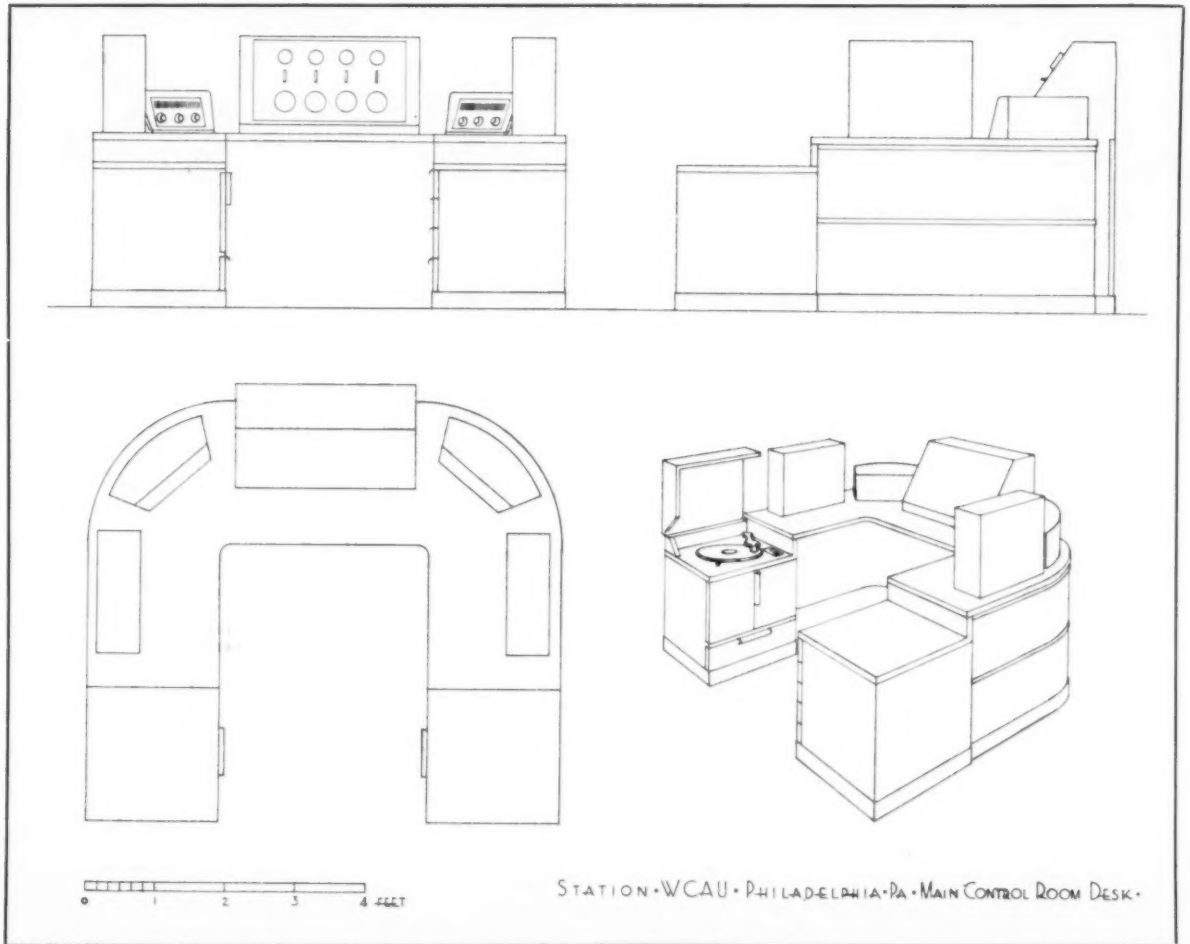 0 1 2 3 4 FEET
STATION • WCAU • PHILADELPHIA • PA • MAIN CONTROL ROOM DESK •